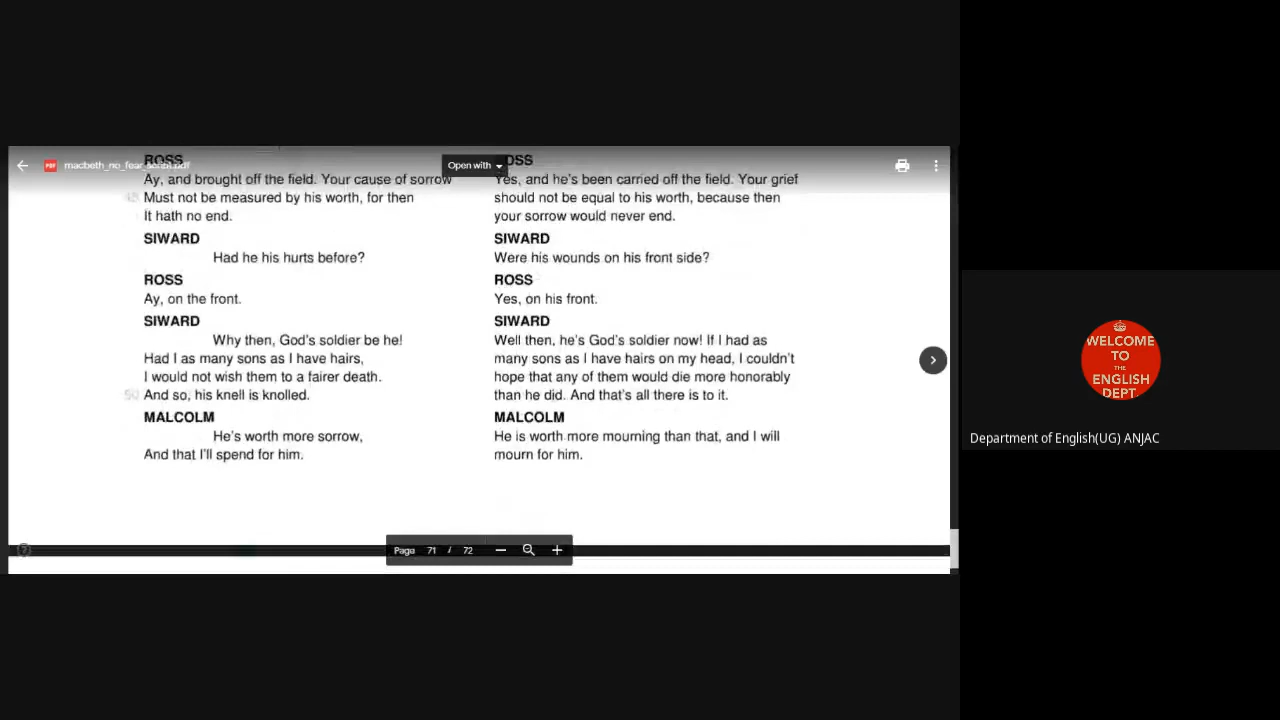 macbeth_no_fear_script.pdf
Open with
ROSS
Ay, and brought off the field. Your cause of sorrow
Must not be measured by his worth, for then
It hath no end.
SIWARD
Had he his hurts before?
ROSS
Ay, on the front.
SIWARD
Why then, God's soldier be he!
Had I as many sons as I have hairs,
I would not wish them to a fairer death.
50 And so, his knell is knolled.
MALCOLM
He's worth more sorrow,
And that I'll spend for him.
ROSS
Yes, and he's been carried off the field. Your grief
should not be equal to his worth, because then
your sorrow would never end.
SIWARD
Were his wounds on his front side?
ROSS
Yes, on his front.
SIWARD
Well then, he's God's soldier now! If I had as
many sons as I have hairs on my head, I couldn't
hope that any of them would die more honorably
than he did. And that's all there is to it.
MALCOLM
He is worth more mourning than that, and I will
mourn for him.
Page 71 / 72
WELCOME
TO
THE
ENGLISH
DEPT.
Department of English(UG) ANJAC